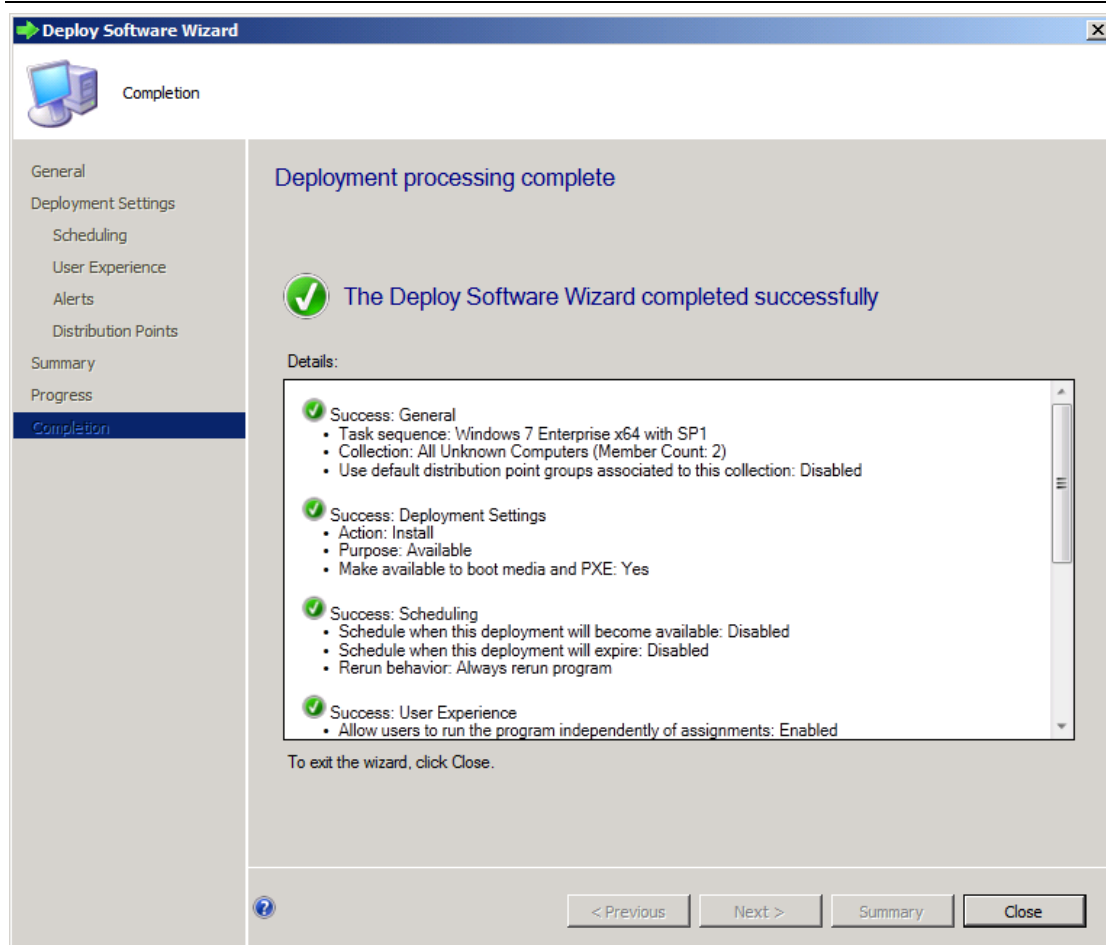 Deploy Software Wizard
Completion
General
Deployment Settings
Scheduling
User Experience
Alerts
Distribution Points
Summary
Progress
Completion
Deployment processing complete
The Deploy Software Wizard completed successfully
Details:
Success: General
• Task sequence: Windows 7 Enterprise x64 with SP1
• Collection: All Unknown Computers (Member Count: 2)
• Use default distribution point groups associated to this collection: Disabled
Success: Deployment Settings
• Action: Install
• Purpose: Available
• Make available to boot media and PXE: Yes
Success: Scheduling
• Schedule when this deployment will become available: Disabled
• Schedule when this deployment will expire: Disabled
• Rerun behavior: Always rerun program
Success: User Experience
• Allow users to run the program independently of assignments: Enabled
To exit the wizard, click Close.
< Previous Next > Summary Close